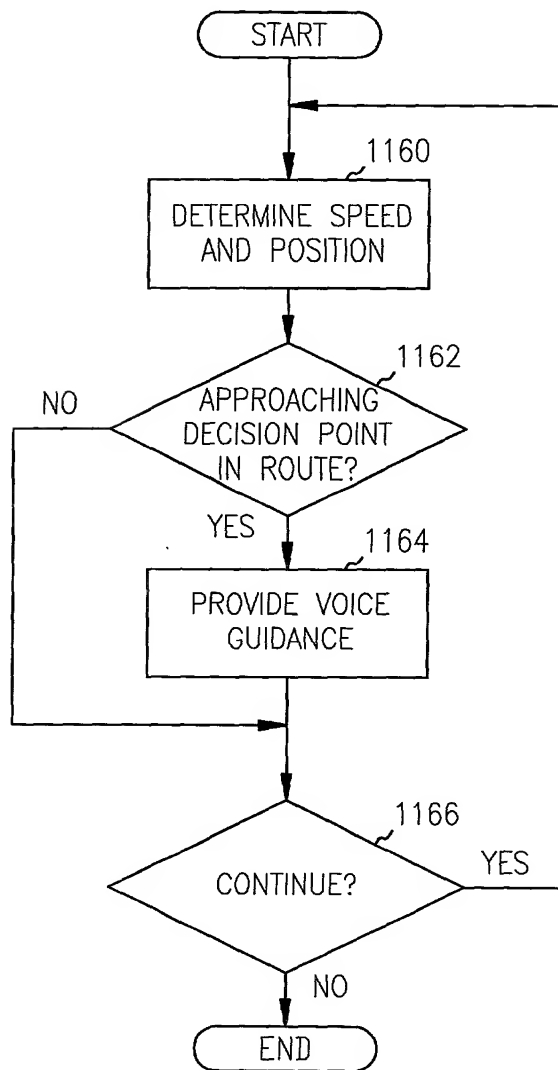 START
1160
DETERMINE SPEED
AND POSITION
1162
NO
APPROACHING
DECISION POINT
IN ROUTE?
YES
1164
PROVIDE VOICE
GUIDANCE
1166
CONTINUE?
YES
NO
END